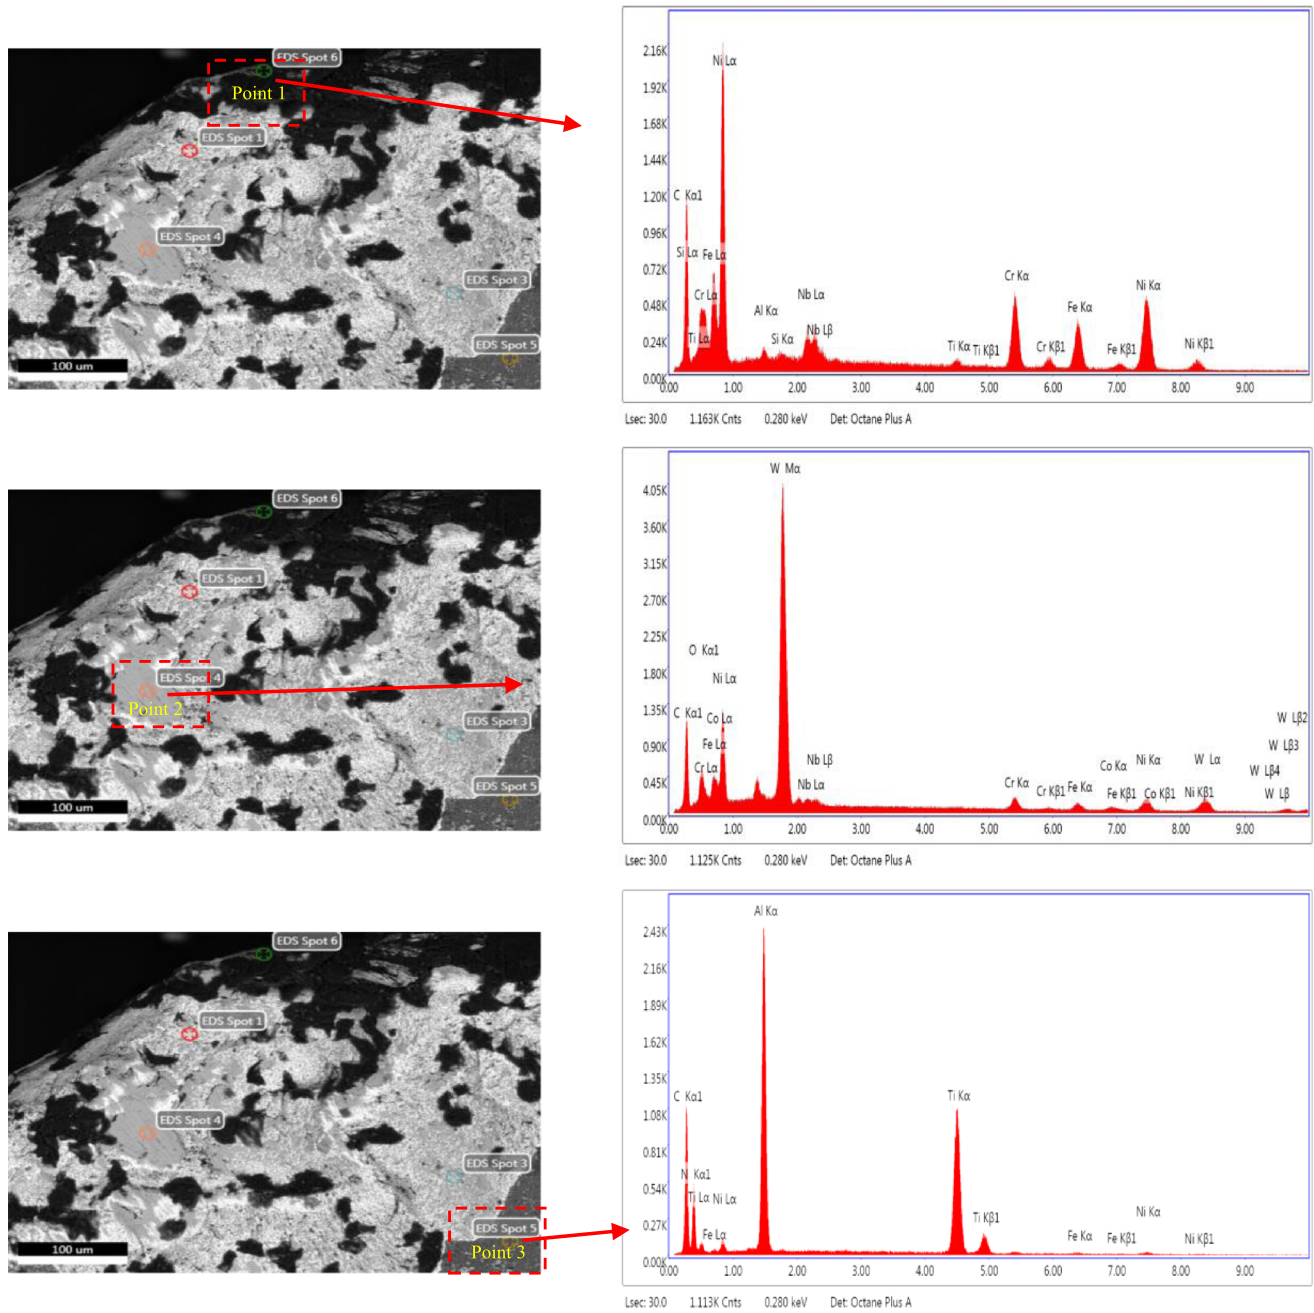 EDS Spot 6
Point 1
EDS Spot 1
EDS Spot 4
EDS Spot 3
EDS Spot 5
100 um
2.16K
1.92K
1.68K
1.44K
1.20K
0.96K
0.72K
0.48K
0.24K
0.00K
Ni Lα
C Kα1
Si Lα
Fe Lα
Cr Lα
Ti Lα
Al Kα
Si Kα
Nb Lα
Nb Lβ
Ti Kα
Ti Kβ1
Cr Kα
Cr Kβ1
Fe Kα
Fe Kβ1
Ni Kα
Ni Kβ1
0.00 1.00 2.00 3.00 4.00 5.00 6.00 7.00 8.00 9.00
Lsec: 30.0 1.163K Cnts 0.280 keV Det: Octane Plus A
EDS Spot 6
EDS Spot 1
EDS Spot 4
Point 2
EDS Spot 3
EDS Spot 5
100 um
4.05K
3.60K
3.15K
2.70K
2.25K
1.80K
1.35K
0.90K
0.45K
0.00K
W Mα
O Kα1
Ni Lα
C Kα1
Co Lα
Fe Lα
Cr Lα
Nb Lβ
Nb Lα
Cr Kα
Cr Kβ1
Fe Kα
Co Kα
Fe Kβ1
Ni Kα
Co Kβ1
W Lα
Ni Kβ1
W Lβ2
W Lβ3
W Lβ4
W Lβ
0.00 1.00 2.00 3.00 4.00 5.00 6.00 7.00 8.00 9.00
Lsec: 30.0 1.125K Cnts 0.280 keV Det: Octane Plus A
EDS Spot 6
EDS Spot 1
EDS Spot 4
EDS Spot 3
EDS Spot 5
Point 3
100 um
2.43K
2.16K
1.89K
1.62K
1.35K
1.08K
0.81K
0.54K
0.27K
0.00K
Al Kα
C Kα1
N Kα1
Ti Lα
Ni Lα
Fe Lα
Ti Kα
Ti Kβ1
Fe Kα
Fe Kβ1
Ni Kα
Ni Kβ1
0.00 1.00 2.00 3.00 4.00 5.00 6.00 7.00 8.00 9.00
Lsec: 30.0 1.113K Cnts 0.280 keV Det: Octane Plus A